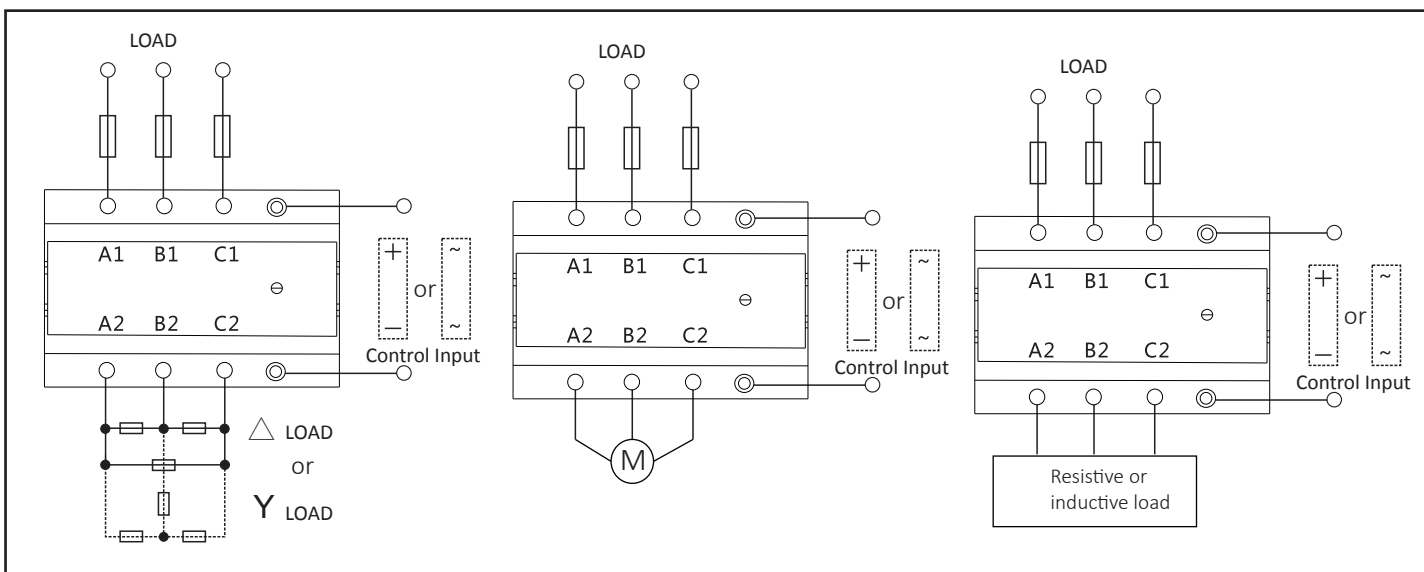 LOAD
A1 B1 C1
A2 B2 C2
+ ~
or
− ~
Control Input
△ LOAD
or
Y LOAD
LOAD
A1 B1 C1
A2 B2 C2
+ ~
or
− ~
Control Input
M
LOAD
A1 B1 C1
A2 B2 C2
+ ~
or
− ~
Control Input
Resistive or
inductive load